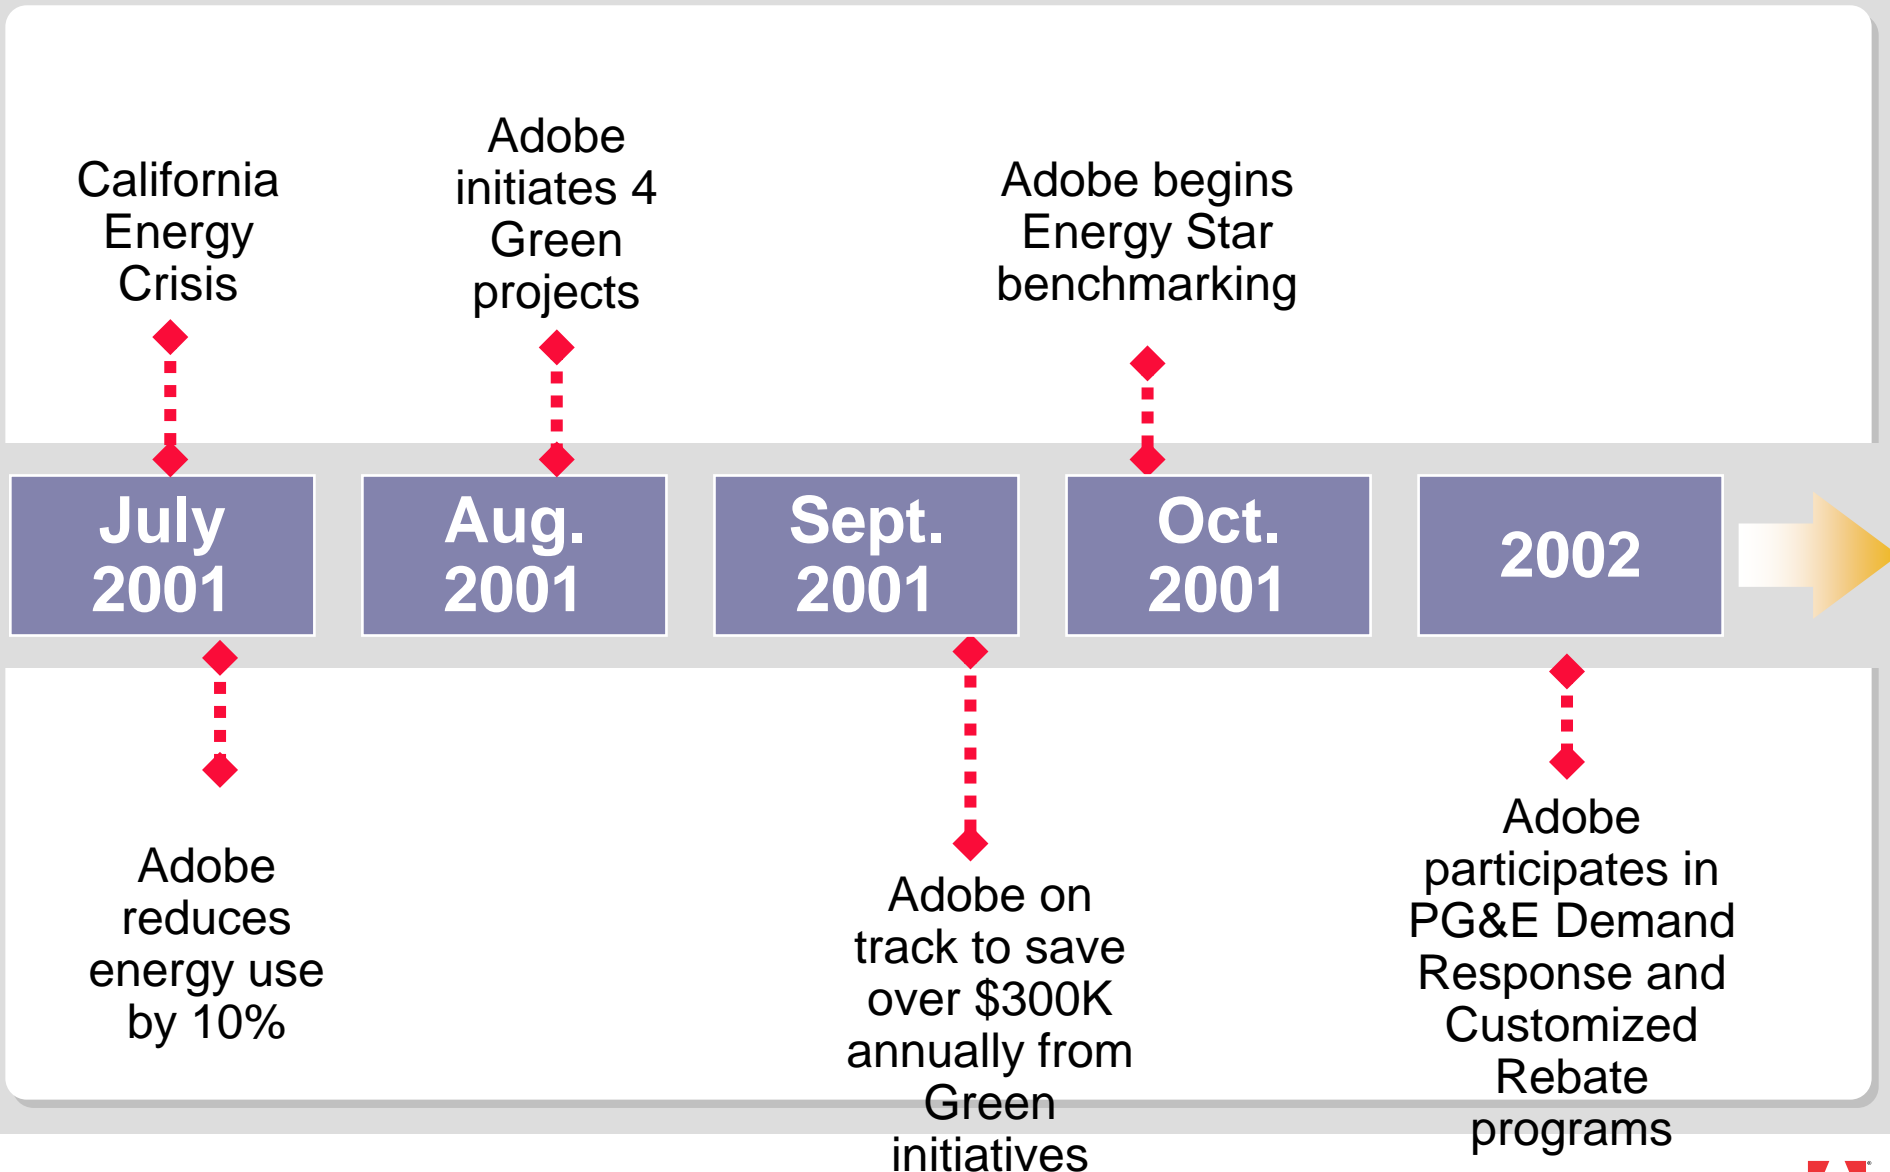 California
Energy
Crisis
Adobe
initiates 4
Green
projects
Adobe begins
Energy Star
benchmarking
July
2001
Aug.
2001
Sept.
2001
Oct.
2001
2002
Adobe
reduces
energy use
by 10%
Adobe on
track to save
over $300K
annually from
Green
initiatives
Adobe
participates in
PG&E Demand
Response and
Customized
Rebate
programs